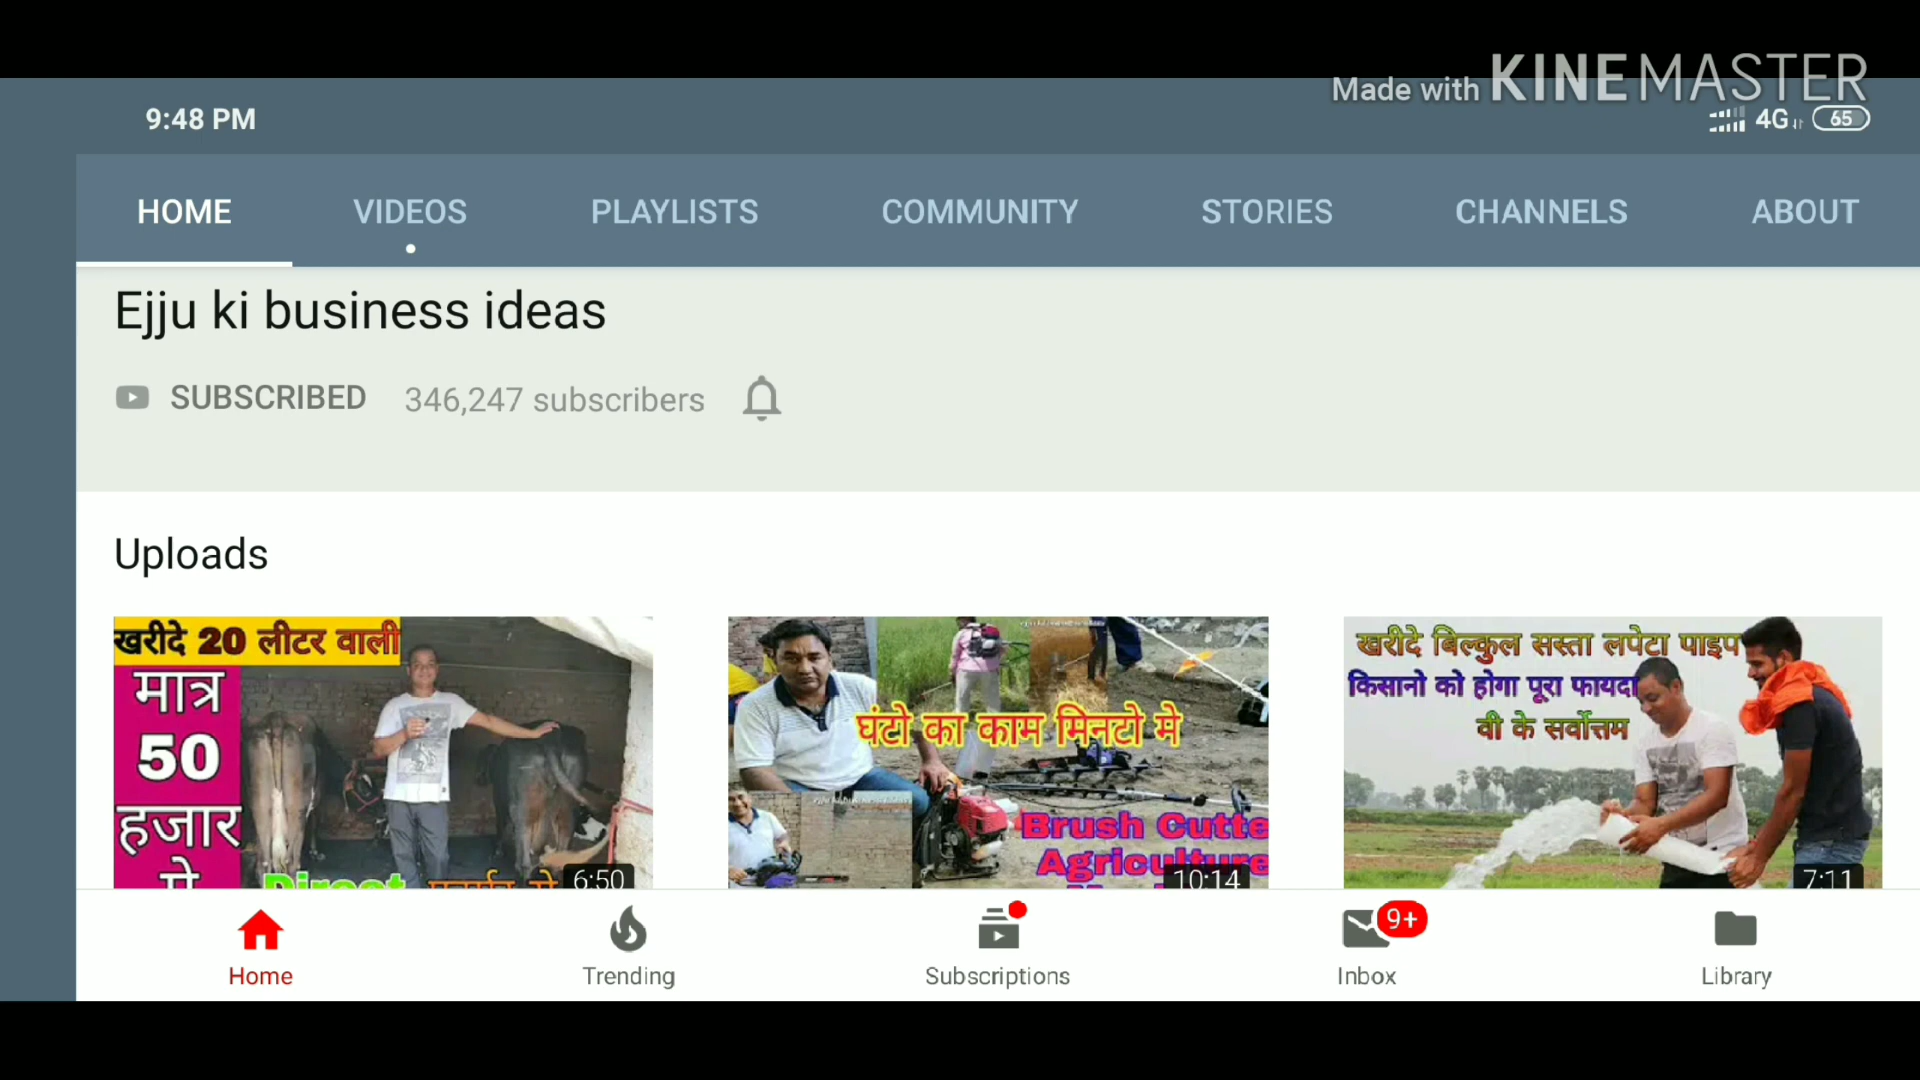 Made with KINEMASTER
9:48 PM
4G 65
HOME VIDEOS PLAYLISTS COMMUNITY STORIES CHANNELS ABOUT
Ejju ki business ideas
SUBSCRIBED 346,247 subscribers
Uploads
खरीदे 20 लीटर वाली
मात्र
50
हजार
मे
Direct
6:50
घंटो का काम मिनटो मे
Brush Cutte
Agriculture
10:14
खरीदे बिल्कुल सस्ता लपेटा पाइप
किसानो को होगा पूरा फायदा
वी के सर्वोत्तम
7:11
Home Trending Subscriptions Inbox Library
9+